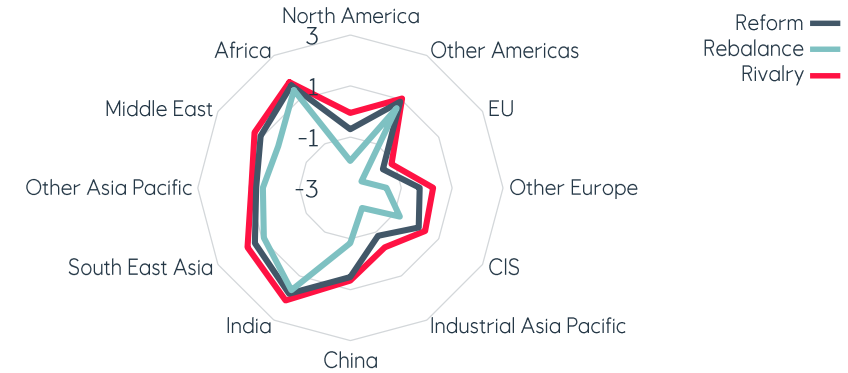 North America
Reform
Rebalance
Rivalry
3
Africa
Other Americas
1
Middle East
EU
-1
Other Asia Pacific
-3
Other Europe
South East Asia
CIS
India
Industrial Asia Pacific
China